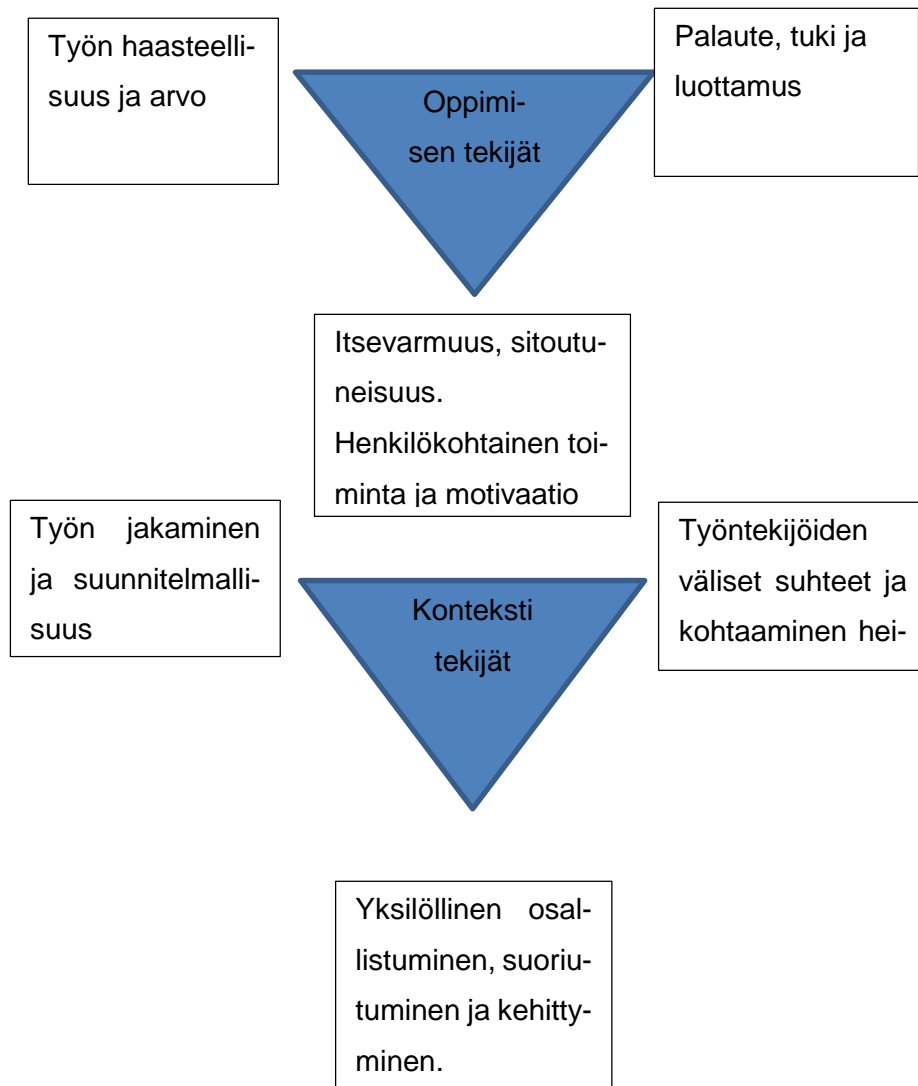 Työn haasteelli-
suus ja arvo
Palaute, tuki ja
luottamus
Oppimi-
sen tekijät
Itsevarmuus, sitoutu-
neisuus.
Henkilökohtainen toi-
minta ja motivaatio
Työn jakaminen
ja suunnitelmalli-
suus
Työntekijöiden
väliset suhteet ja
kohtaaminen hei-
Konteksti
tekijät
Yksilöllinen osal-
listuminen, suoriu-
tuminen ja kehitty-
minen.